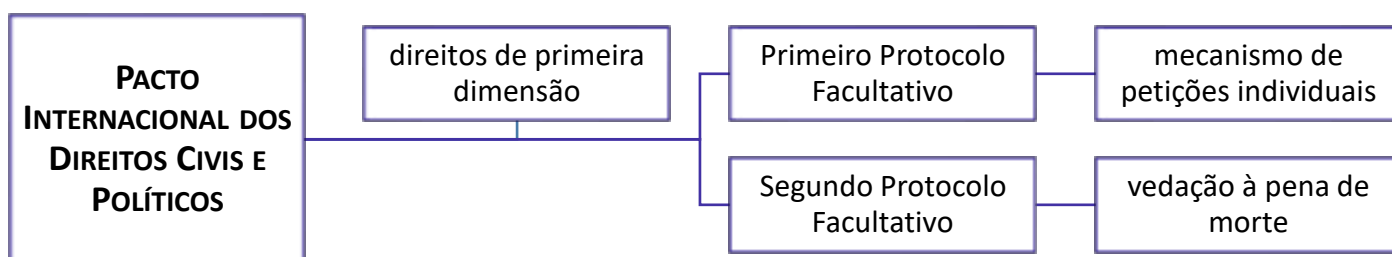 PACTO
INTERNACIONAL DOS
DIREITOS CIVIS E
POLÍTICOS
direitos de primeira
dimensão
Primeiro Protocolo
Facultativo
mecanismo de
petições individuais
Segundo Protocolo
Facultativo
vedação à pena de
morte